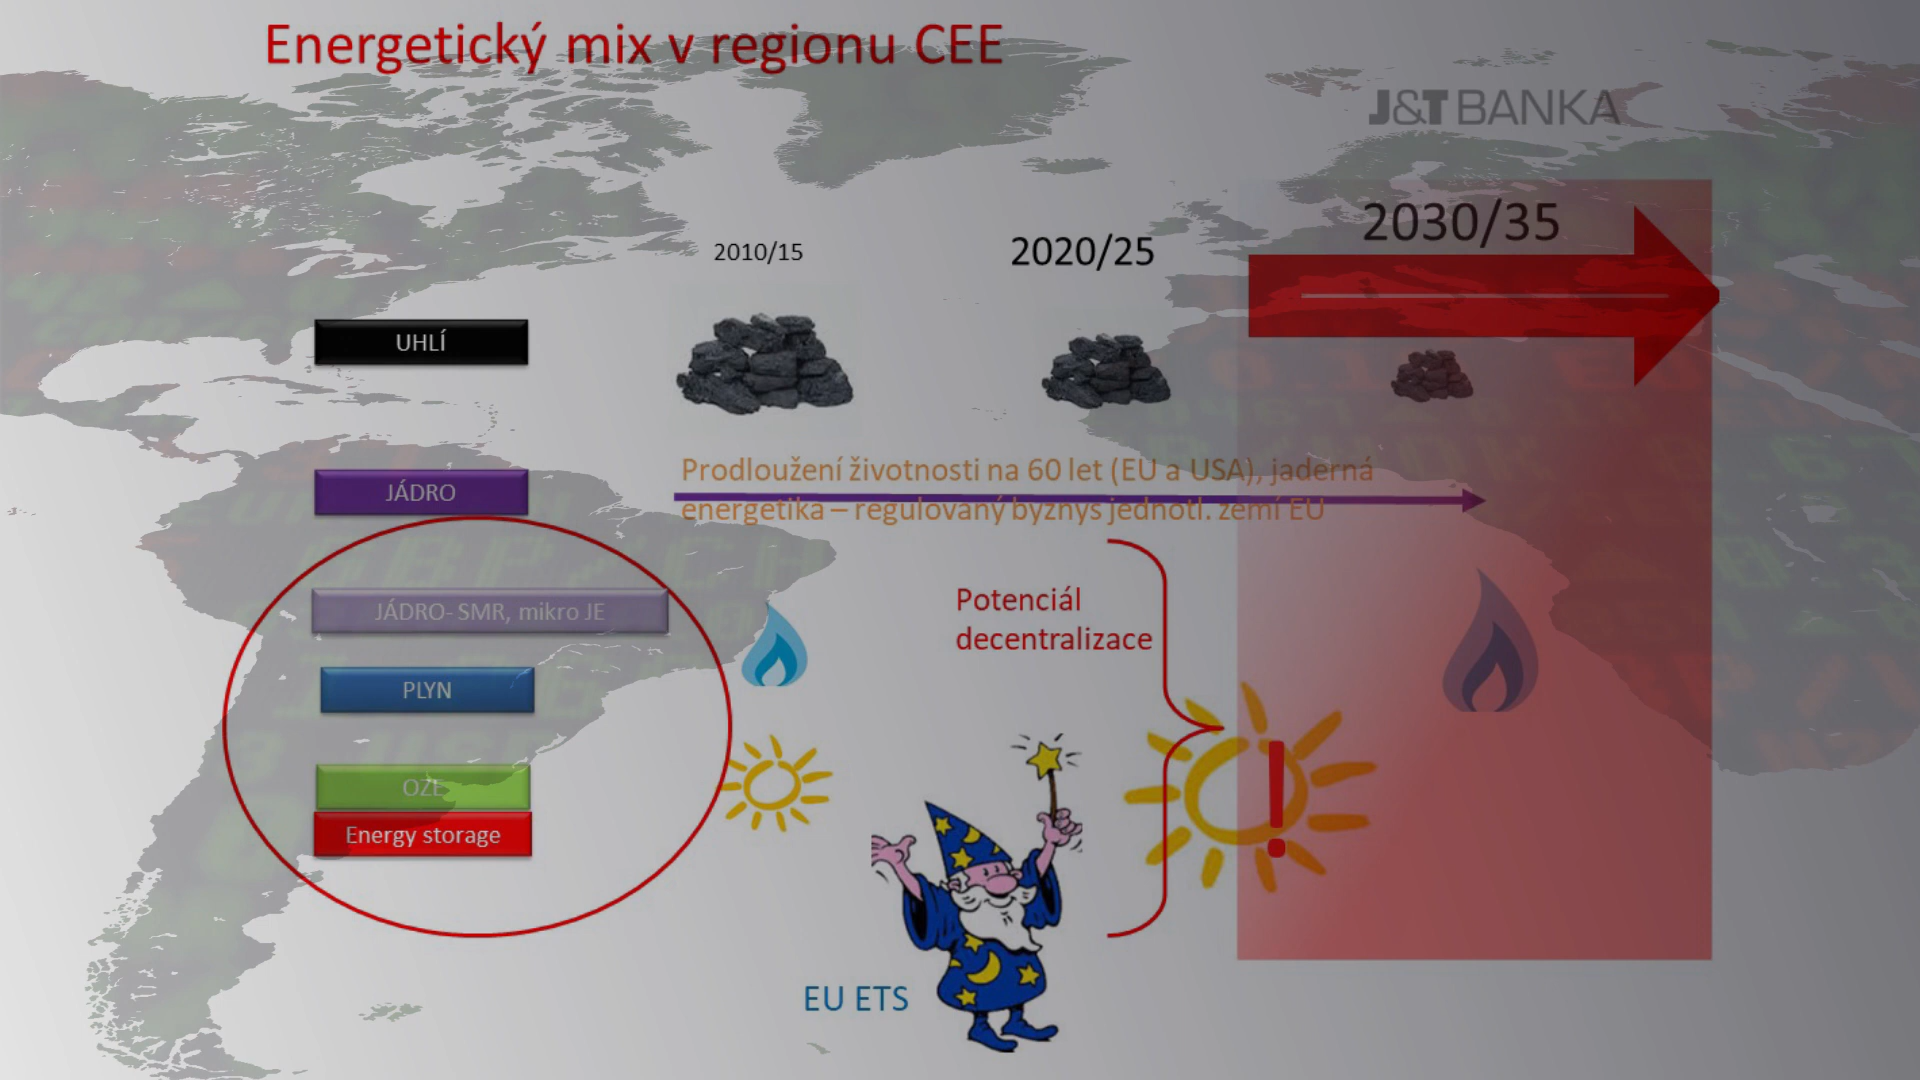 Energetický mix v regionu CEE
J&T BANKA
2010/15
2020/25
2030/35
UHLÍ
JÁDRO
Prodloužení životnosti na 60 let (EU a USA), jaderná
energetika – regulovaný byznys jednotl. zemí EU
JÁDRO- SMR, mikro JE
Potenciál
decentralizace
PLYN
OZE
!
Energy storage
EU ETS